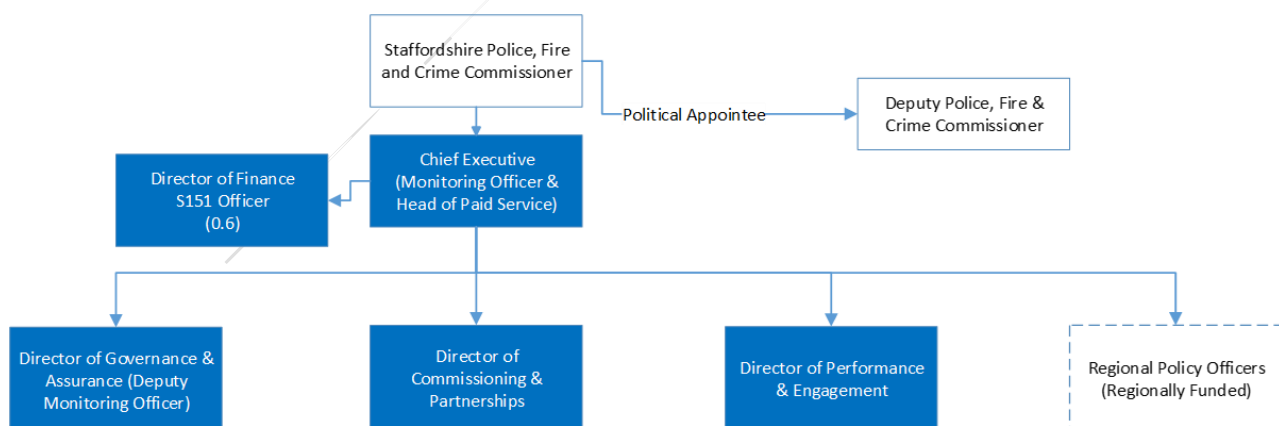 Staffordshire Police, Fire
and Crime Commissioner
Political Appointee
Deputy Police, Fire &
Crime Commissioner
Chief Executive
(Monitoring Officer &
Head of Paid Service)
Director of Finance
S151 Officer
(0.6)
Director of Governance &
Assurance (Deputy
Monitoring Officer)
Director of
Commissioning &
Partnerships
Director of Performance
& Engagement
Regional Policy Officers
(Regionally Funded)